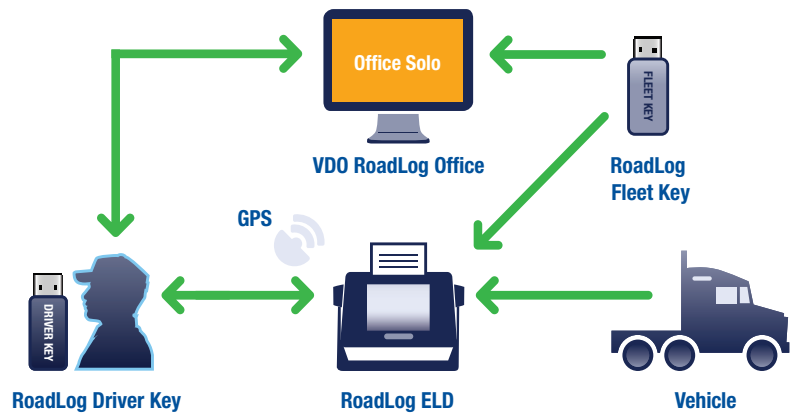 Office Solo
FLEET KEY
VDO RoadLog Office
RoadLog
Fleet Key
GPS
DRIVER KEY
RoadLog Driver Key
RoadLog ELD
Vehicle